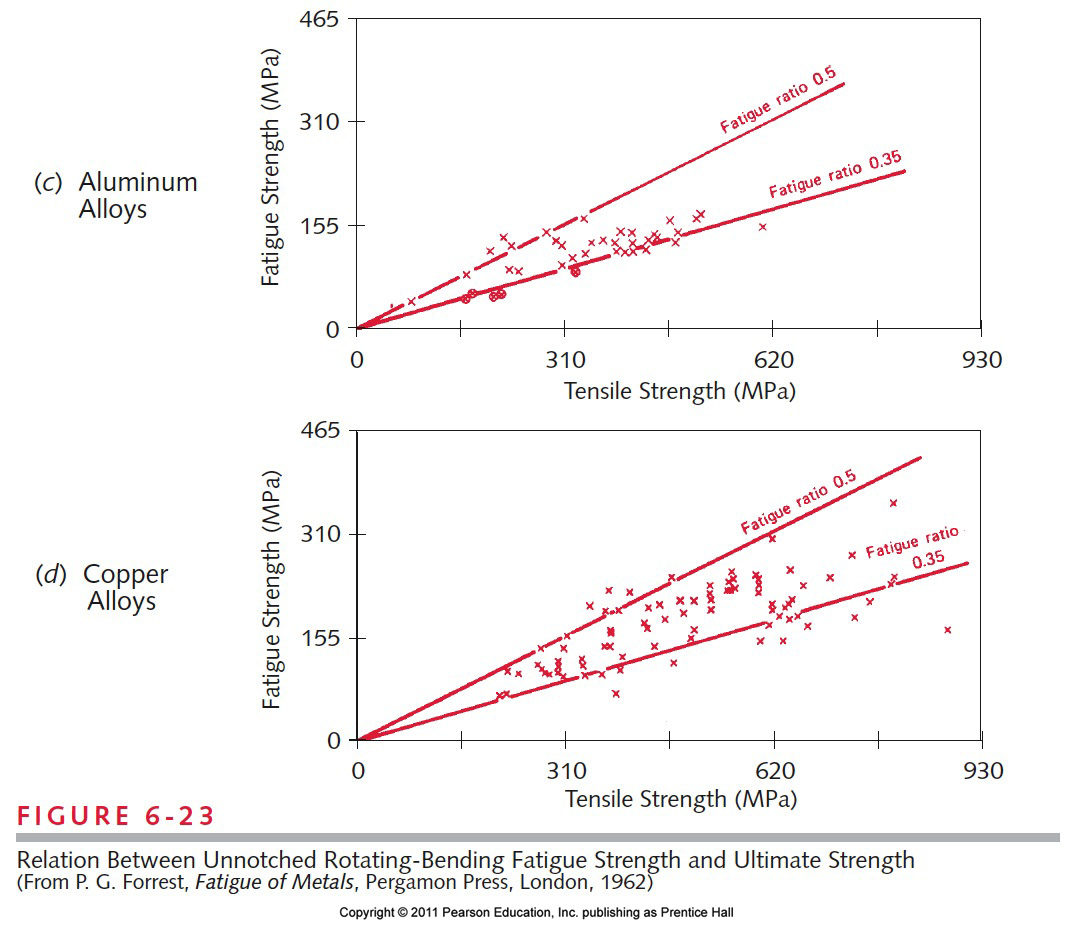 465
310
155
0
Fatigue Strength (MPa)
(c) Aluminum
Alloys
Fatigue ratio 0.5
Fatigue ratio 0.35
0
310
620
930
Tensile Strength (MPa)
465
310
155
0
Fatigue Strength (MPa)
(d) Copper
Alloys
Fatigue ratio 0.5
Fatigue ratio
0.35
0
310
620
930
Tensile Strength (MPa)
FIGURE 6-23
Relation Between Unnotched Rotating-Bending Fatigue Strength and Ultimate Strength
(From P. G. Forrest, Fatigue of Metals, Pergamon Press, London, 1962)
Copyright © 2011 Pearson Education, Inc. publishing as Prentice Hall